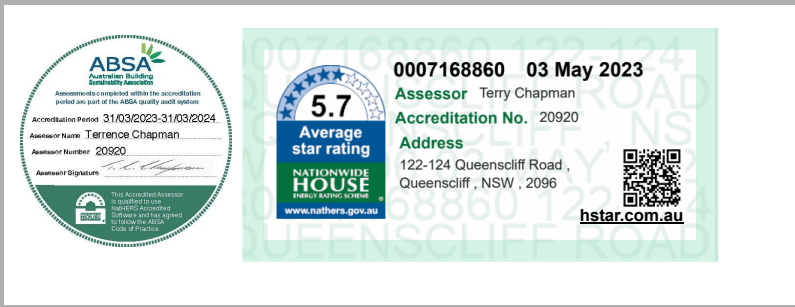 ABSA
Australian Building
Sustainability Association
Assessments completed within the accreditation
period are part of the ABSA quality audit system
Accreditation Period 31/03/2023-31/03/2024
Assessor Name Terrence Chapman
Assessor Number 20920
Assessor Signature
This Accredited Assessor
is qualified to use
NatHERS Accredited
Software and has agreed
to follow the ABSA
Code of Practice
HOUSE
5.7
Average
star rating
NATIONWIDE
HOUSE
ENERGY RATING SCHEME
www.nathers.gov.au
0007168860 03 May 2023
Assessor Terry Chapman
Accreditation No. 20920
Address
122-124 Queenscliff Road ,
Queenscliff , NSW , 2096
hstar.com.au